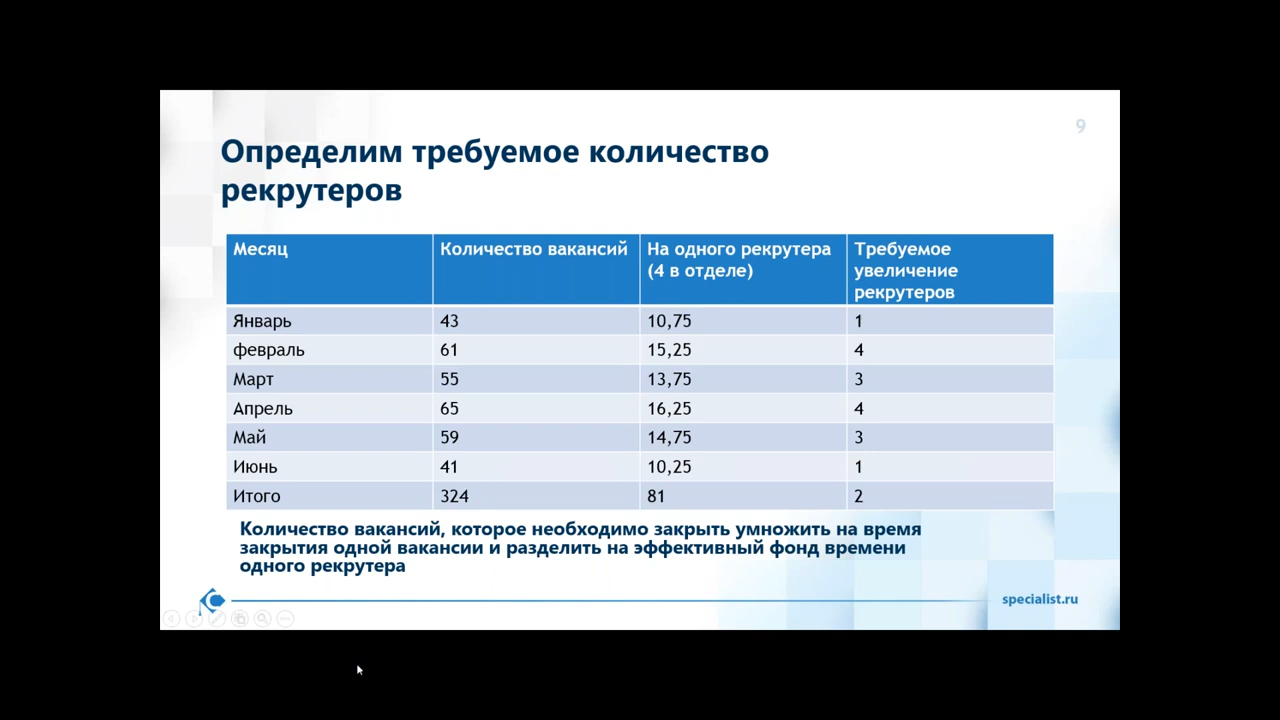 9
Определим требуемое количество
рекрутеров
Месяц Количество вакансий На одного рекрутера (4 в отделе) Требуемое увеличение рекрутеров
Январь 43 10,75 1
февраль 61 15,25 4
Март 55 13,75 3
Апрель 65 16,25 4
Май 59 14,75 3
Июнь 41 10,25 1
Итого 324 81 2
Количество вакансий, которое необходимо закрыть умножить на время
закрытия одной вакансии и разделить на эффективный фонд времени
одного рекрутера
specialist.ru